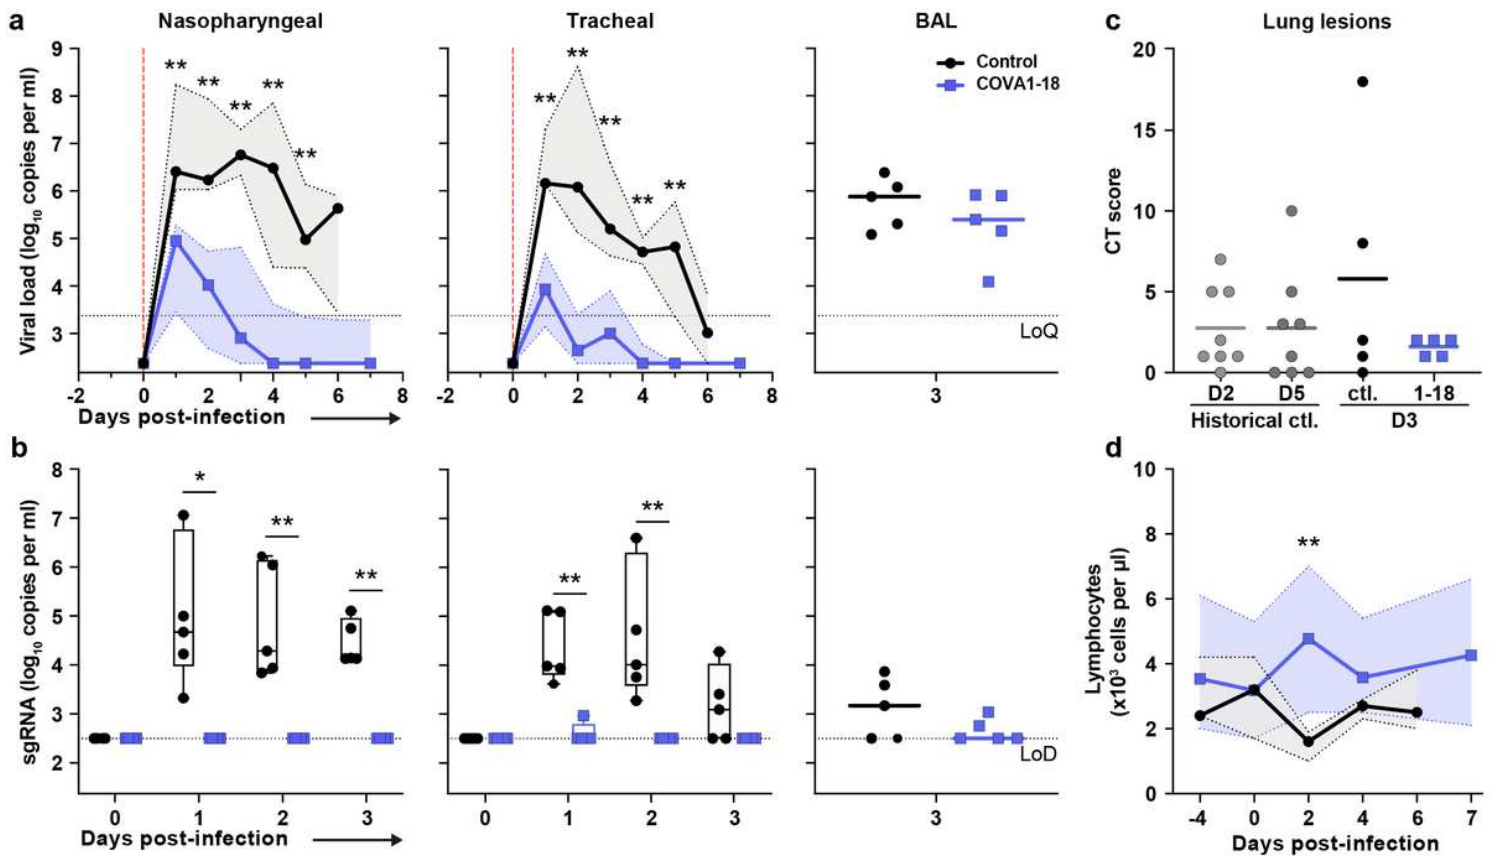 a
Nasopharyngeal
Tracheal
BAL
c
Lung lesions
Viral load (log10 copies per ml)
9
8
7
6
5
4
3
** ** ** ** **
-2 0 2 4 6 8
Days post-infection
** ** ** ** **
-2 0 2 4 6 8
Control
COVA1-18
LoQ
3
CT score
20
15
10
5
0
D2 D5 ctl. 1-18
Historical ctl. D3
b
sgRNA (log10 copies per ml)
8
7
6
5
4
3
2
* ** **
0 1 2 3
Days post-infection
** **
0 1 2 3
LoD
3
d
Lymphocytes
(x10³ cells per µl)
10
8
6
4
2
0
**
-4 0 2 4 6 7
Days post-infection